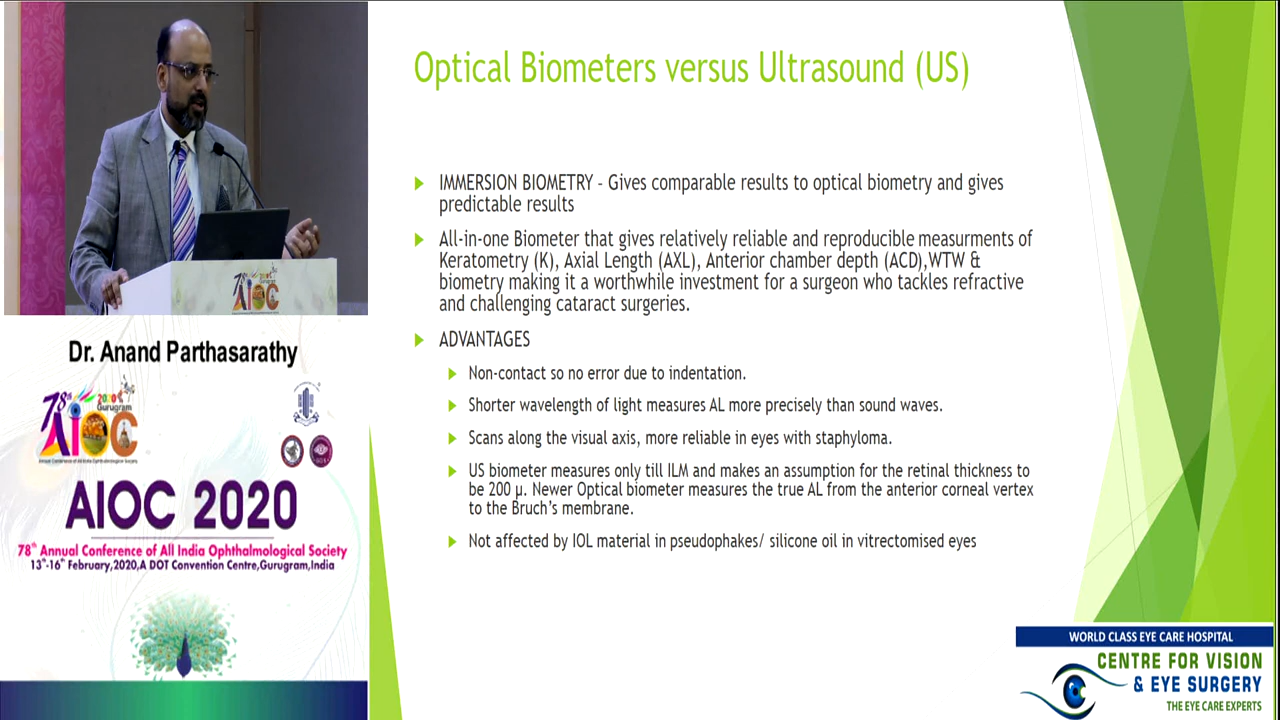 Optical Biometers versus Ultrasound (US)
IMMERSION BIOMETRY - Gives comparable results to optical biometry and gives
predictable results
All-in-one Biometer that gives relatively reliable and reproducible measurments of
Keratometry (K), Axial Length (AXL), Anterior chamber depth (ACD),WTW &
biometry making it a worthwhile investment for a surgeon who tackles refractive
and challenging cataract surgeries.
ADVANTAGES
Non-contact so no error due to indentation.
Shorter wavelength of light measures AL more precisely than sound waves.
Scans along the visual axis, more reliable in eyes with staphyloma.
US biometer measures only till ILM and makes an assumption for the retinal thickness to
be 200 µ. Newer Optical biometer measures the true AL from the anterior corneal vertex
to the Bruch's membrane.
Not affected by IOL material in pseudophakes/ silicone oil in vitrectomised eyes
78th
AIOC
Dr. Anand Parthasarathy
78th 2020
Gurugram
AIOC
AIOC 2020
78th Annual Conference of All India Ophthalmological Society
13th-16th February,2020,A DOT Convention Centre,Gurugram,India
WORLD CLASS EYE CARE HOSPITAL
CENTRE FOR VISION
& EYE SURGERY
THE EYE CARE EXPERTS